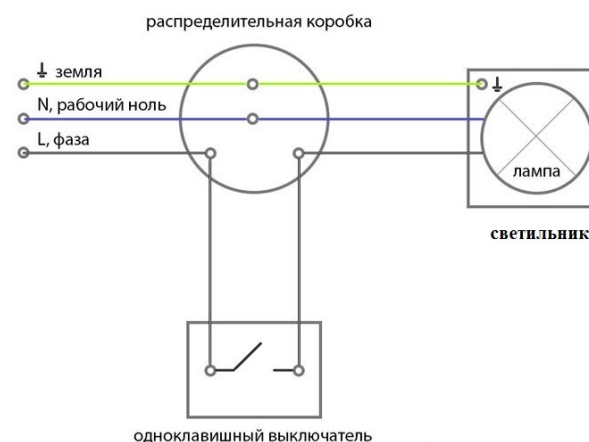 распределительная коробка
земля
N, рабочий ноль
L, фаза
лампа
светильник
одноклавишный выключатель